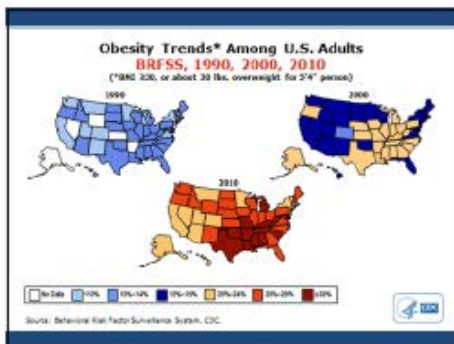 Obesity Trends* Among U.S. Adults
BRFSS, 1990, 2000, 2010
(*BMI ≥30, or about 30 lbs. overweight for 5'4" person)
1990
2000
2010
No Data <10% 10%–14% 15%–19% 20%–24% 25%–29% ≥30%
Source: Behavioral Risk Factor Surveillance System, CDC.
CDC